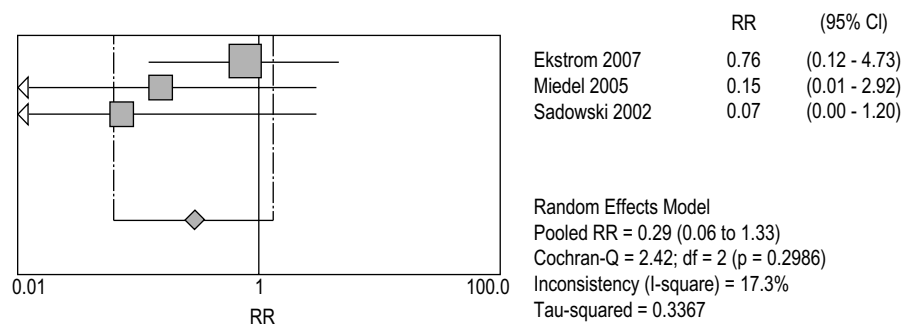 RR (95% CI)
Ekstrom 2007 0.76 (0.12 - 4.73)
Miedel 2005 0.15 (0.01 - 2.92)
Sadowski 2002 0.07 (0.00 - 1.20)
Random Effects Model
Pooled RR = 0.29 (0.06 to 1.33)
Cochran-Q = 2.42; df = 2 (p = 0.2986)
Inconsistency (I-square) = 17.3%
Tau-squared = 0.3367
0.01 1 100.0
RR